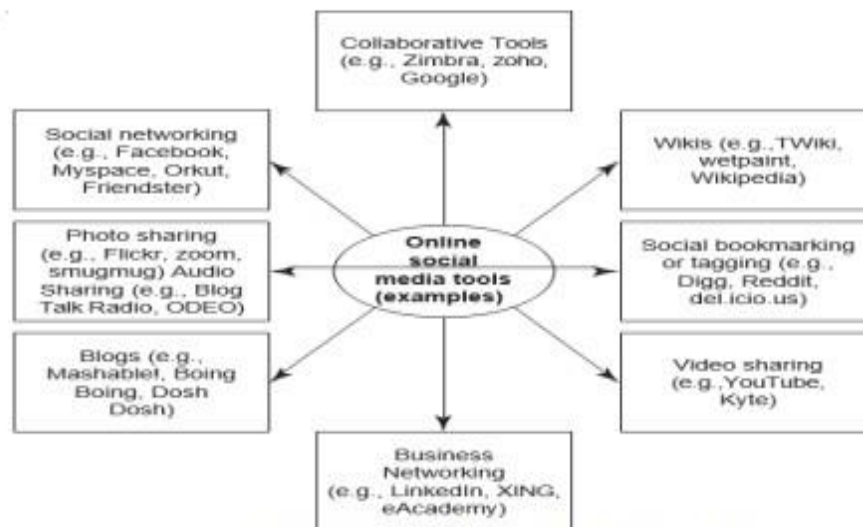 Collaborative Tools
(e.g., Zimbra, zoho,
Google)
Social networking
(e.g., Facebook,
Myspace, Orkut,
Friendster)
Wikis (e.g.,TWiki,
wetpaint,
Wikipedia)
Photo sharing
(e.g., Flickr, zoom,
smugmug) Audio
Sharing (e.g., Blog
Talk Radio, ODEO)
Online
social
media tools
(examples)
Social bookmarking
or tagging (e.g.,
Digg, Reddit,
del.icio.us)
Blogs (e.g.,
Mashable!, Boing
Boing, Dosh
Dosh)
Video sharing
(e.g.,YouTube,
Kyte)
Business
Networking
(e.g., LinkedIn, XING,
eAcademy)